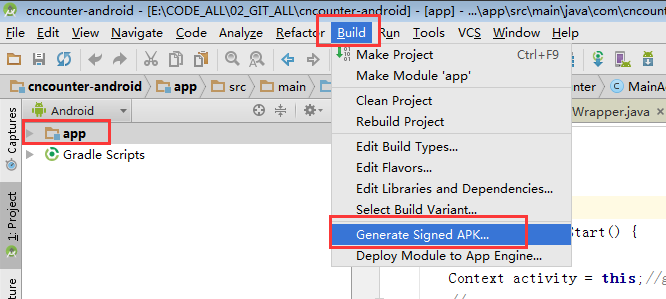 cncounter-android - [E:\CODE_ALL\02_GIT_ALL\cncounter-android] - [app] - ...\app\src\main\java\com\cncount
File Edit View Navigate Code Analyze Refactor Build Run Tools VCS Window Help
cncounter-android app src main nter MainA
Android Wrapper.java
app
Gradle Scripts
Captures
1: Project
Make Project Ctrl+F9
Make Module 'app'
Clean Project
Rebuild Project
Edit Build Types...
Edit Flavors...
Edit Libraries and Dependencies...
Select Build Variant...
Generate Signed APK...
Deploy Module to App Engine...
Start() {
Context activity = this;//g
//